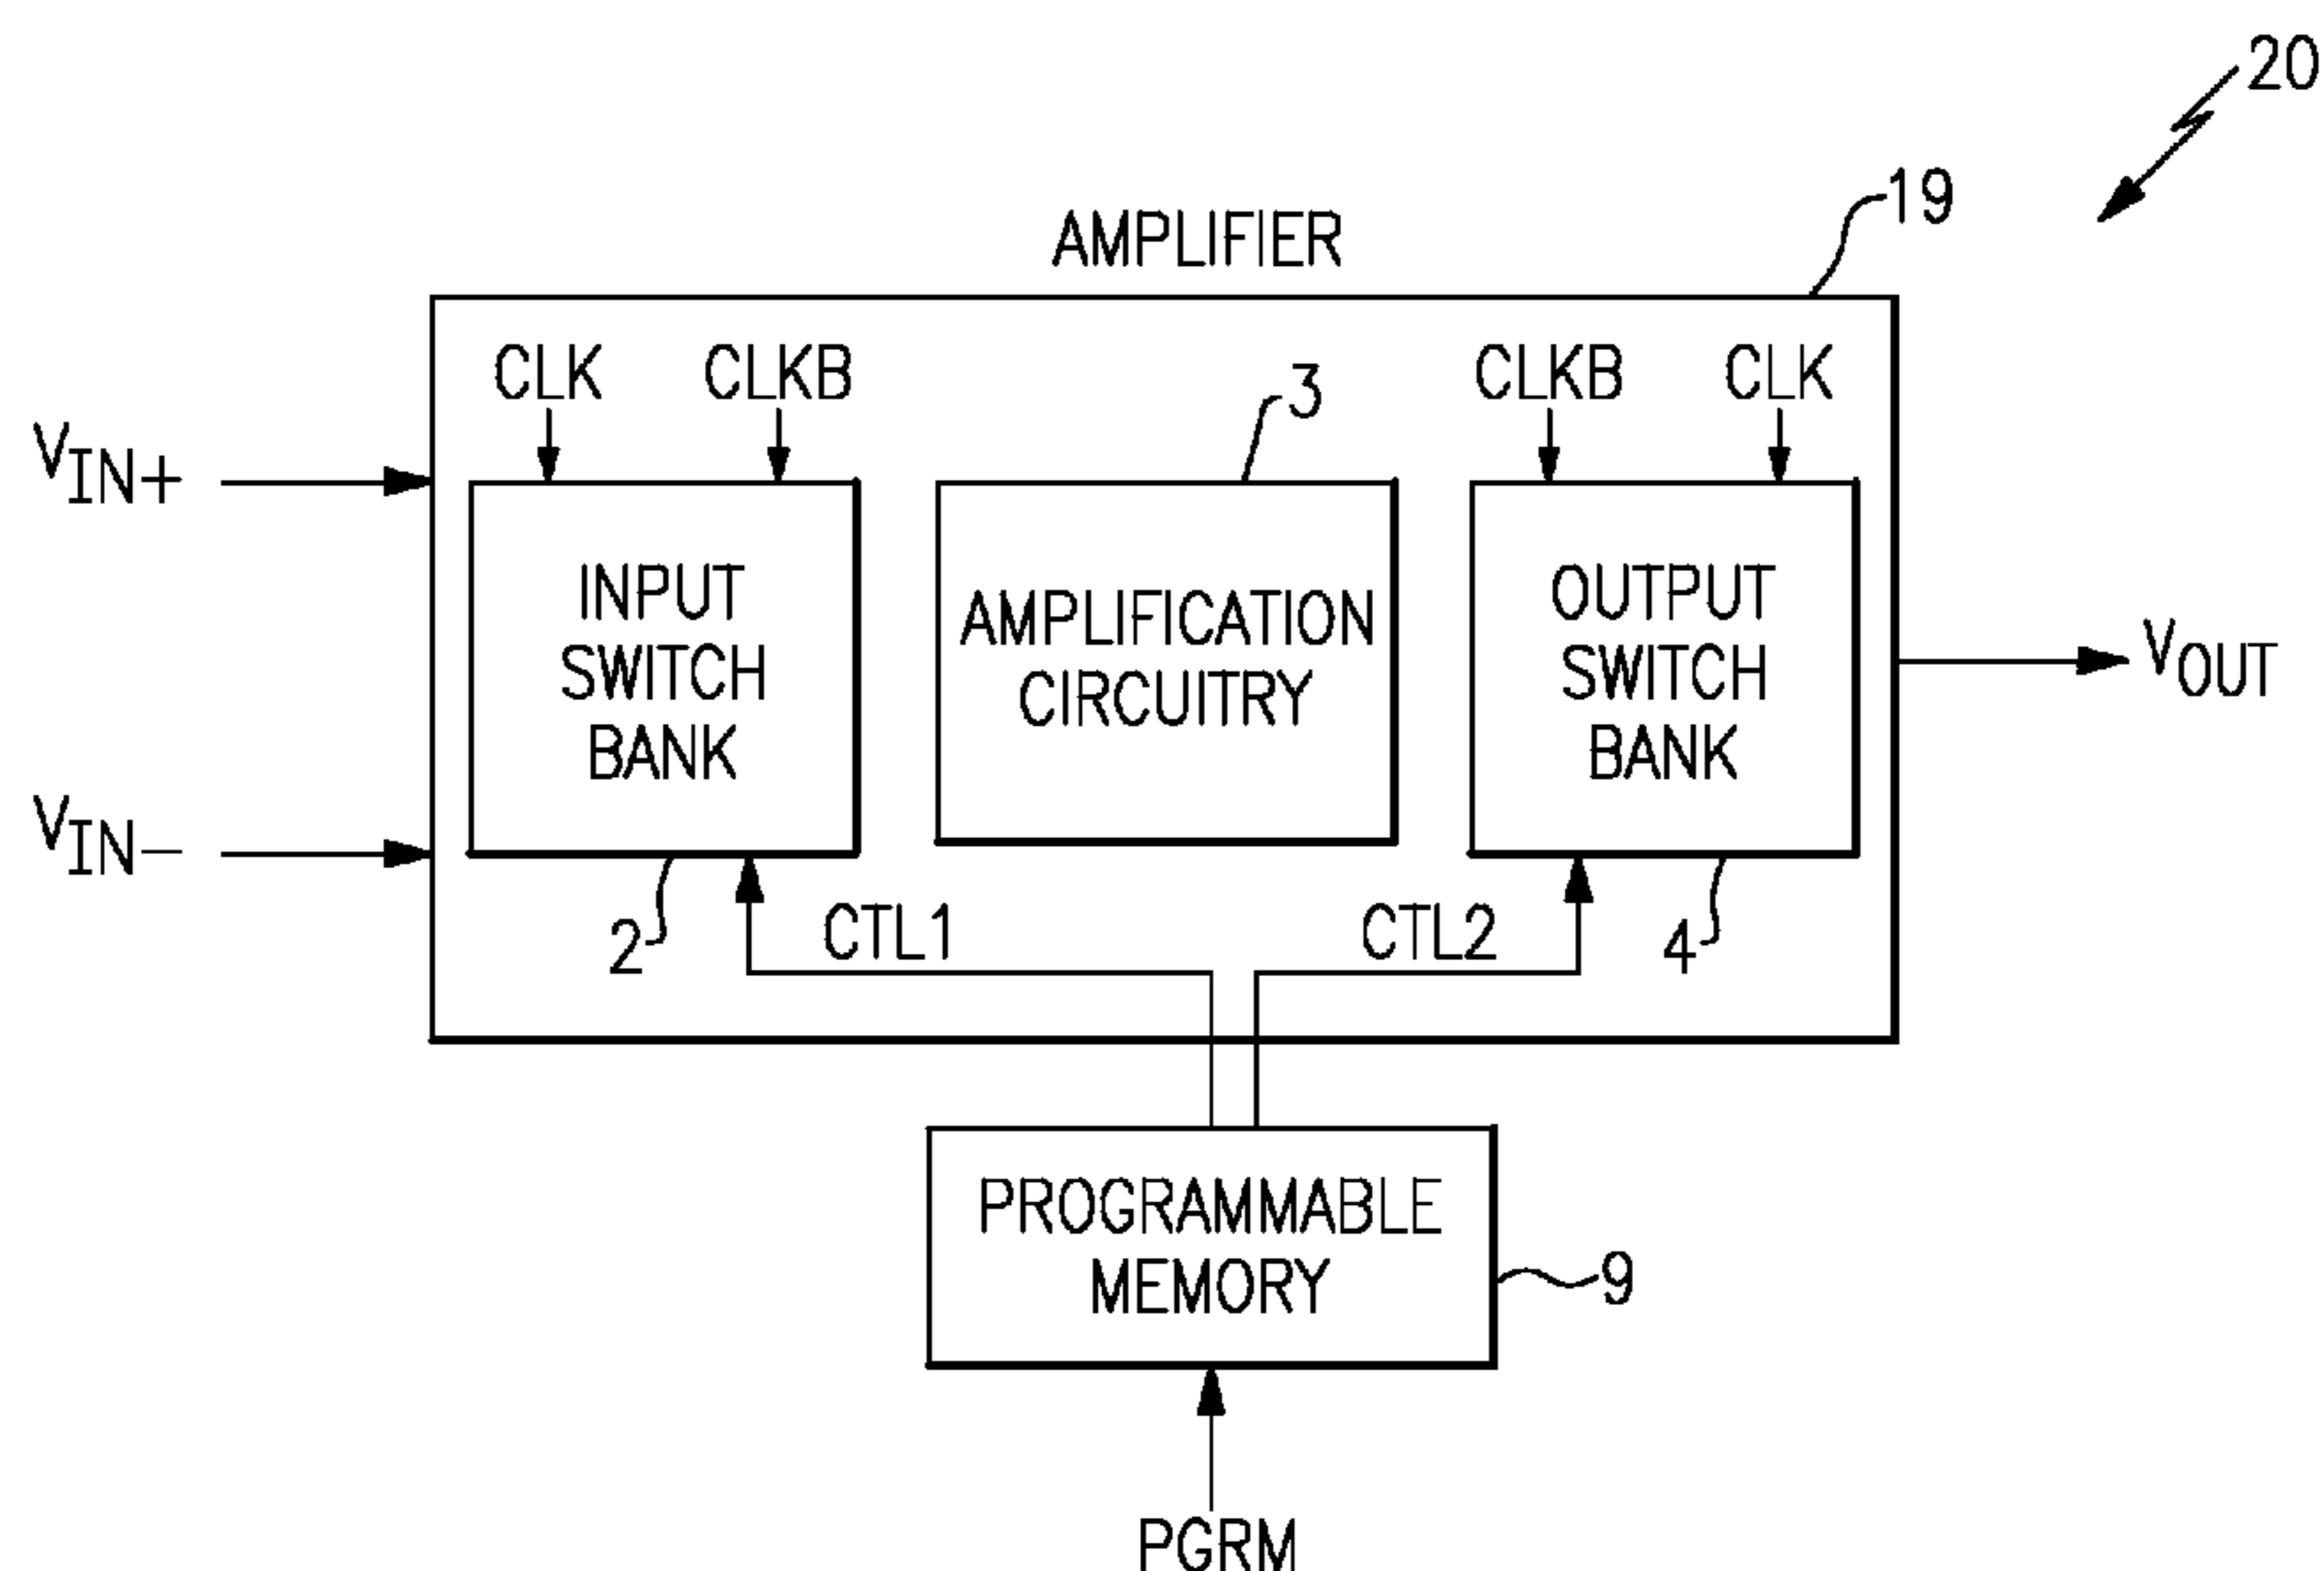 20
19
AMPLIFIER
CLK
CLKB
3
CLKB
CLK
VIN+
INPUT
SWITCH
BANK
AMPLIFICATION
CIRCUITRY
OUTPUT
SWITCH
BANK
VOUT
VIN−
2
CTL1
CTL2
4
PROGRAMMABLE
MEMORY
9
PGRM